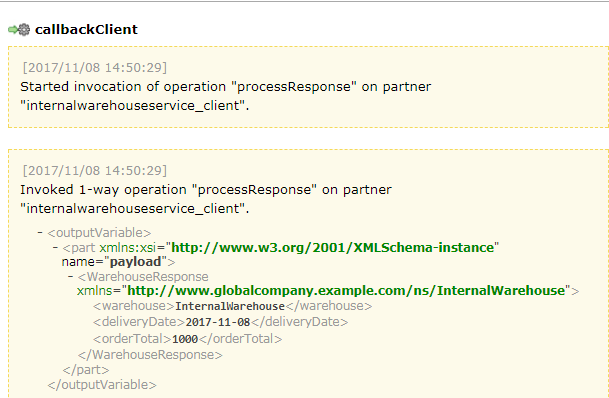 callbackClient
[2017/11/08 14:50:29]
Started invocation of operation "processResponse" on partner
"internalwarehouseservice_client".
[2017/11/08 14:50:29]
Invoked 1-way operation "processResponse" on partner
"internalwarehouseservice_client".
- <outputVariable>
- <part xmlns:xsi="http://www.w3.org/2001/XMLSchema-instance"
name="payload">
- <WarehouseResponse
xmlns="http://www.globalcompany.example.com/ns/InternalWarehouse">
<warehouse>InternalWarehouse</warehouse>
<deliveryDate>2017-11-08</deliveryDate>
<orderTotal>1000</orderTotal>
</WarehouseResponse>
</part>
</outputVariable>